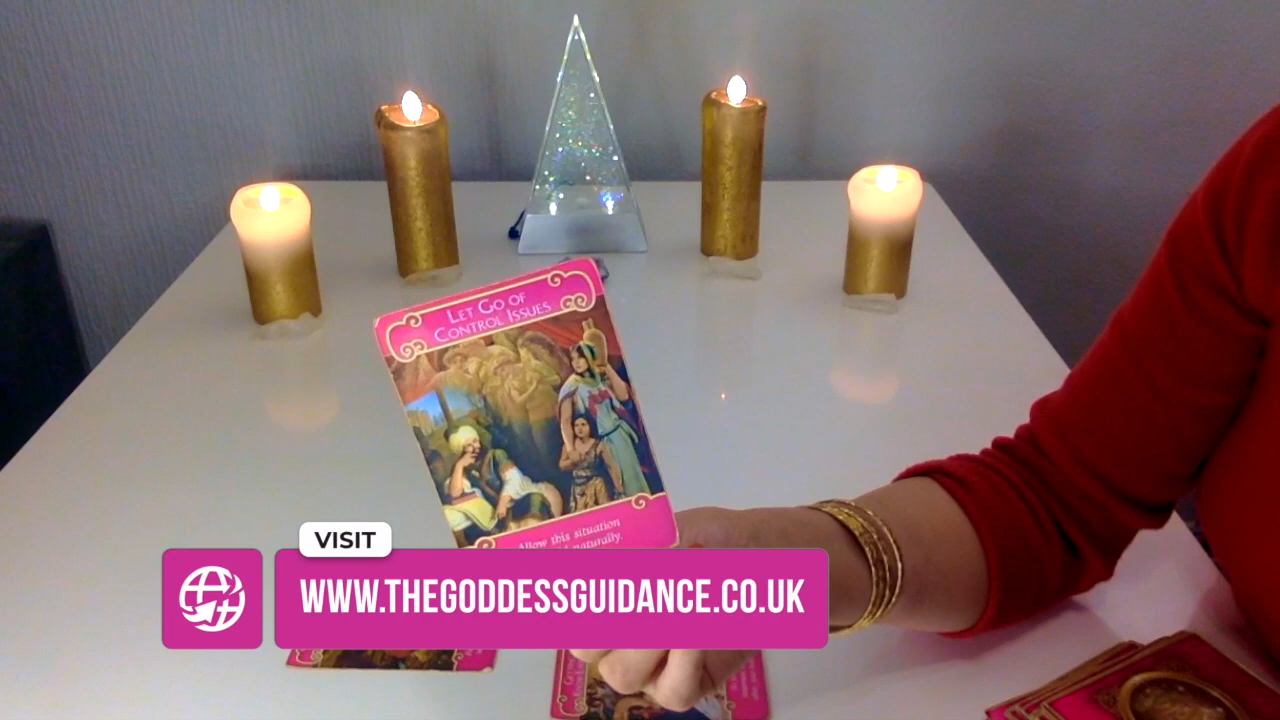 LET GO OF
CONTROL ISSUES
Allow this situation
naturally.
VISIT
WWW.THEGODDESSGUIDANCE.CO.UK